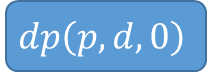 dp(p, d, 0)